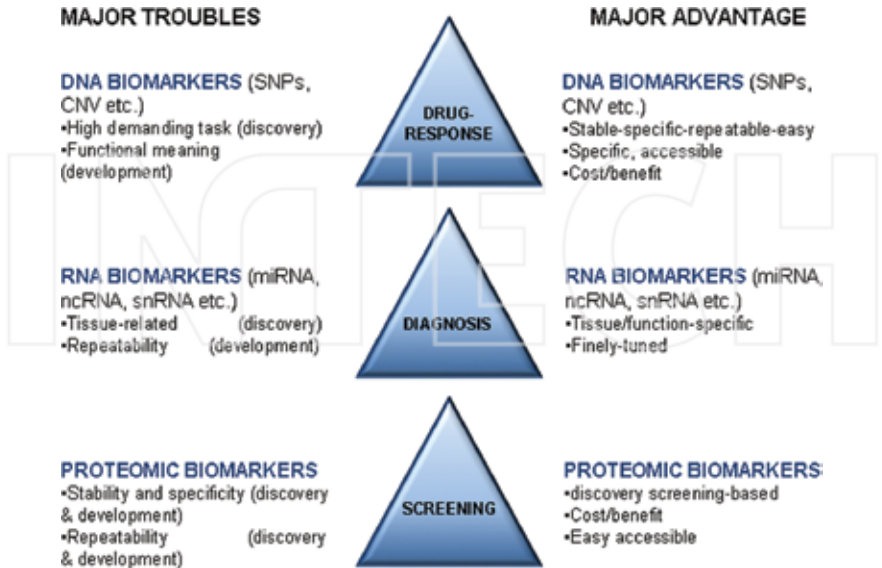 MAJOR TROUBLES
DNA BIOMARKERS (SNPs,
CNV etc.)
•High demanding task (discovery)
•Functional meaning
(development)
RNA BIOMARKERS (miRNA,
ncRNA, snRNA etc.)
•Tissue-related (discovery)
•Repeatability (development)
PROTEOMIC BIOMARKERS
•Stability and specificity (discovery
& development)
•Repeatability (discovery
& development)
DRUG-
RESPONSE
DIAGNOSIS
SCREENING
MAJOR ADVANTAGE
DNA BIOMARKERS (SNPs,
CNV etc.)
•Stable-specific-repeatable-easy
•Specific, accessible
•Cost/benefit
RNA BIOMARKERS (miRNA,
ncRNA, snRNA etc.)
•Tissue/function-specific
•Finely-tuned
PROTEOMIC BIOMARKERS
•discovery screening-based
•Cost/benefit
•Easy accessible
INTECH